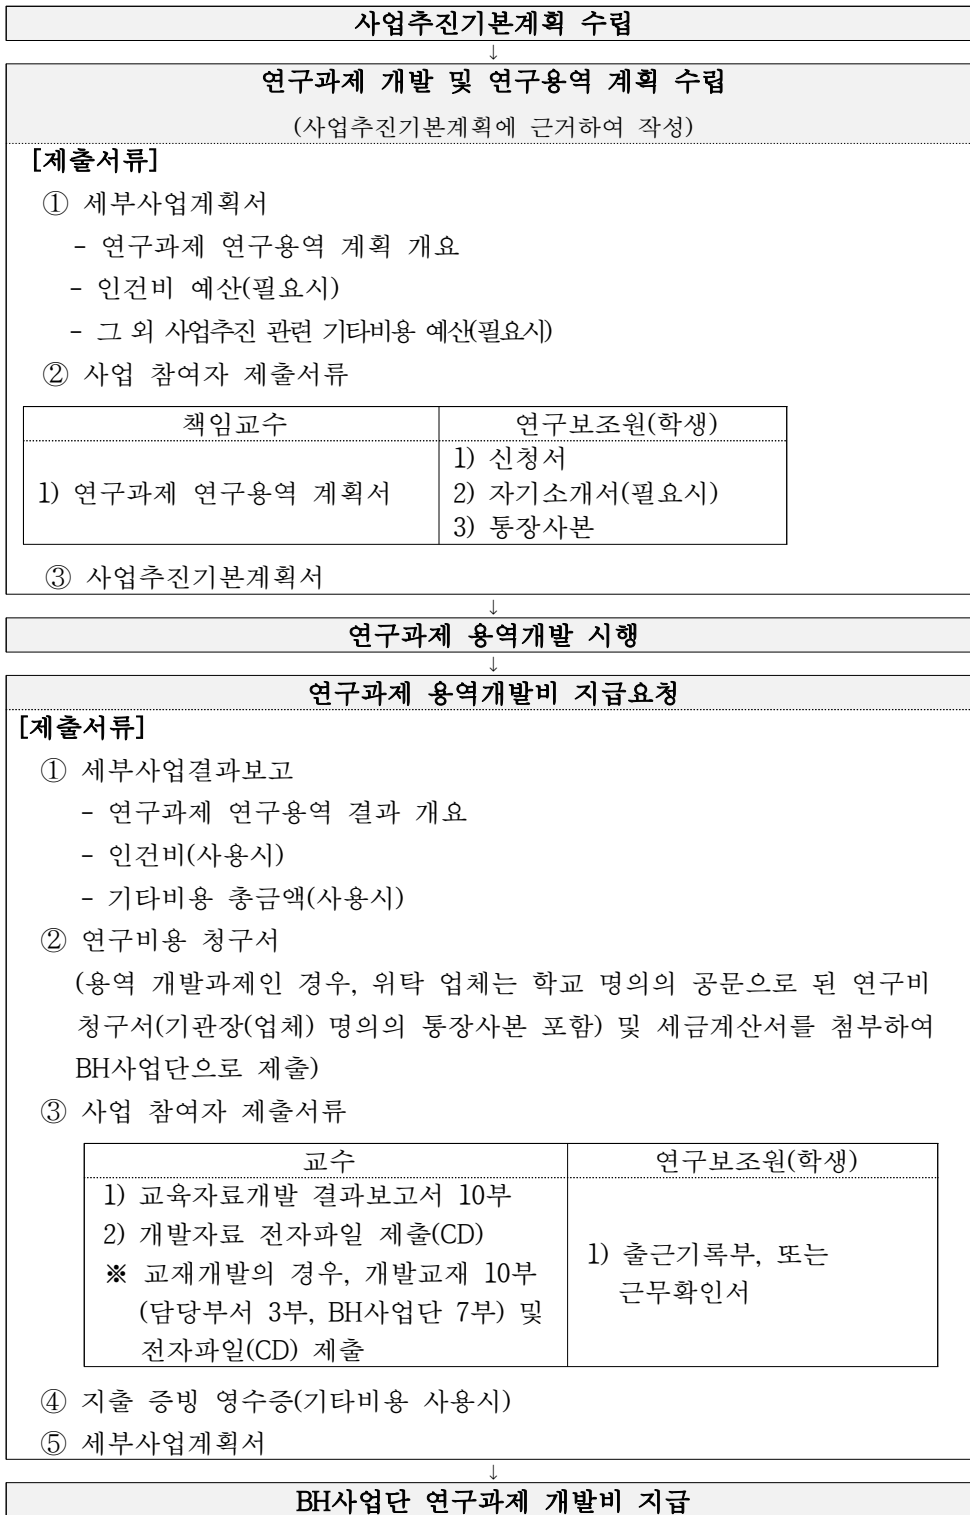 사업추진기본계획 수립
↓
연구과제 개발 및 연구용역 계획 수립
(사업추진기본계획에 근거하여 작성)
[제출서류]
① 세부사업계획서
- 연구과제 연구용역 계획 개요
- 인건비 예산(필요시)
- 그 외 사업추진 관련 기타비용 예산(필요시)
② 사업 참여자 제출서류
책임교수
연구보조원(학생)
1) 연구과제 연구용역 계획서
1) 신청서
2) 자기소개서(필요시)
3) 통장사본
③ 사업추진기본계획서
↓
연구과제 용역개발 시행
↓
연구과제 용역개발비 지급요청
[제출서류]
① 세부사업결과보고
- 연구과제 연구용역 결과 개요
- 인건비(사용시)
- 기타비용 총금액(사용시)
② 연구비용 청구서
(용역 개발과제인 경우, 위탁 업체는 학교 명의의 공문으로 된 연구비
청구서(기관장(업체) 명의의 통장사본 포함) 및 세금계산서를 첨부하여
BH사업단으로 제출)
③ 사업 참여자 제출서류
교수
연구보조원(학생)
1) 교육자료개발 결과보고서 10부
2) 개발자료 전자파일 제출(CD)
※ 교재개발의 경우, 개발교재 10부
(담당부서 3부, BH사업단 7부) 및
전자파일(CD) 제출
1) 출근기록부, 또는
근무확인서
④ 지출 증빙 영수증(기타비용 사용시)
⑤ 세부사업계획서
↓
BH사업단 연구과제 개발비 지급